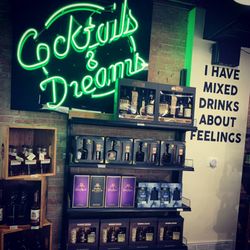 Cocktails
&
Dreams
I HAVE
MIXED
DRINKS
ABOUT
FEELINGS